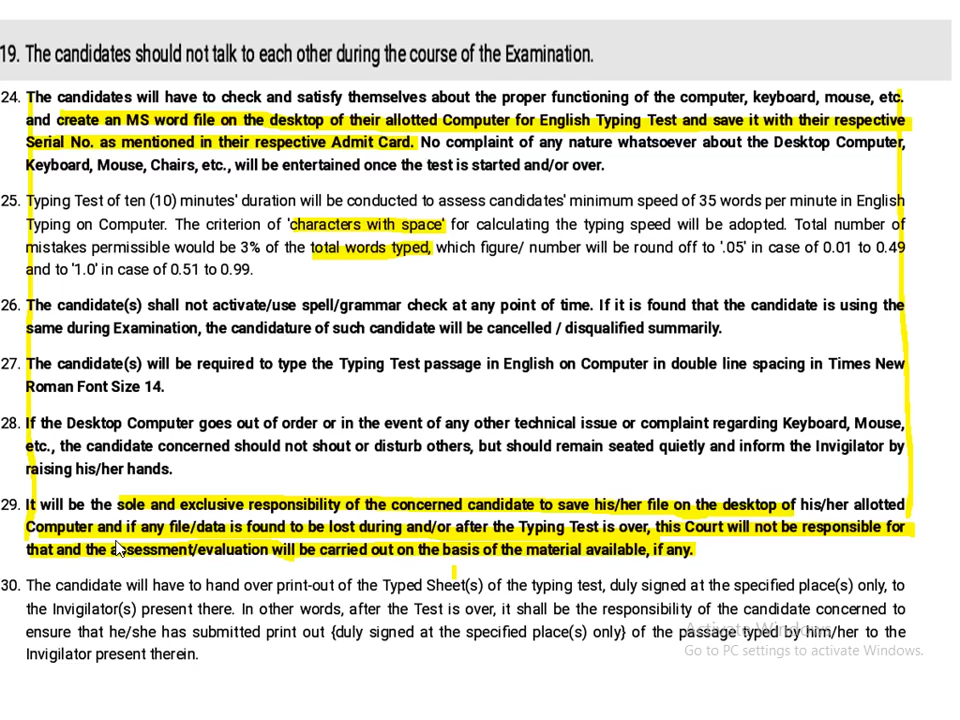 19. The candidates should not talk to each other during the course of the Examination.
24. The candidates will have to check and satisfy themselves about the proper functioning of the computer, keyboard, mouse, etc.
and create an MS word file on the desktop of their allotted Computer for English Typing Test and save it with their respective
Serial No. as mentioned in their respective Admit Card. No complaint of any nature whatsoever about the Desktop Computer,
Keyboard, Mouse, Chairs, etc., will be entertained once the test is started and/or over.
25. Typing Test of ten (10) minutes' duration will be conducted to assess candidates' minimum speed of 35 words per minute in English
Typing on Computer. The criterion of 'characters with space' for calculating the typing speed will be adopted. Total number of
mistakes permissible would be 3% of the total words typed, which figure/ number will be round off to '.05' in case of 0.01 to 0.49
and to '1.0' in case of 0.51 to 0.99.
26. The candidate(s) shall not activate/use spell/grammar check at any point of time. If it is found that the candidate is using the
same during Examination, the candidature of such candidate will be cancelled / disqualified summarily.
27. The candidate(s) will be required to type the Typing Test passage in English on Computer in double line spacing in Times New
Roman Font Size 14.
28. If the Desktop Computer goes out of order or in the event of any other technical issue or complaint regarding Keyboard, Mouse,
etc., the candidate concerned should not shout or disturb others, but should remain seated quietly and inform the Invigilator by
raising his/her hands.
29. It will be the sole and exclusive responsibility of the concerned candidate to save his/her file on the desktop of his/her allotted
Computer and if any file/data is found to be lost during and/or after the Typing Test is over, this Court will not be responsible for
that and the assessment/evaluation will be carried out on the basis of the material available, if any.
30. The candidate will have to hand over print-out of the Typed Sheet(s) of the typing test, duly signed at the specified place(s) only, to
the Invigilator(s) present there. In other words, after the Test is over, it shall be the responsibility of the candidate concerned to
ensure that he/she has submitted print out {duly signed at the specified place(s) only} of the passage typed by him/her to the
Invigilator present therein.
Activate Windows
Go to PC settings to activate Windows.